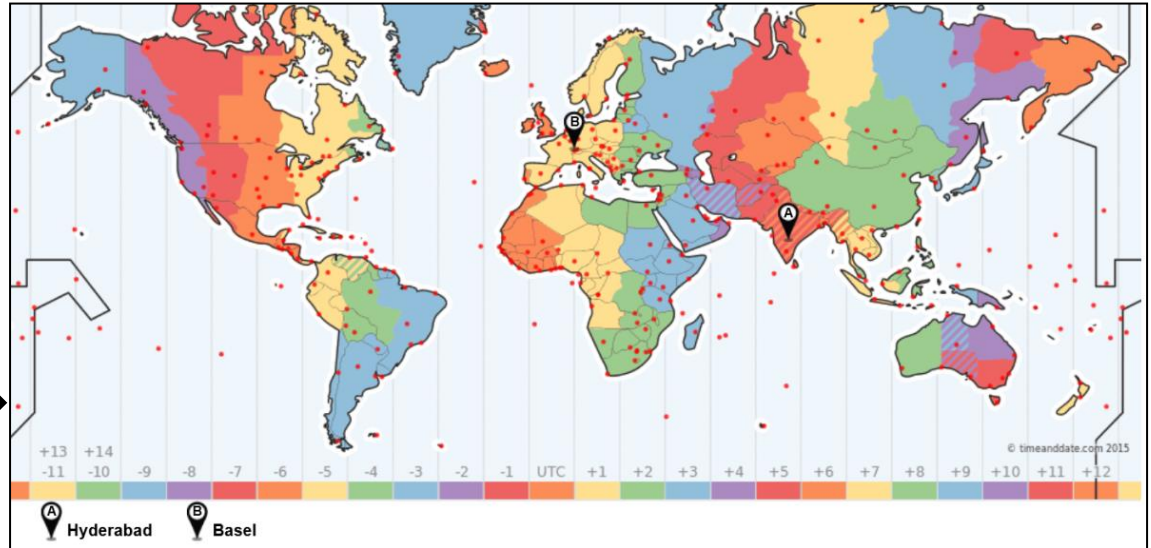 © timeanddate.com 2015
+13 +14
-11 -10 -9 -8 -7 -6 -5 -4 -3 -2 -1 UTC +1 +2 +3 +4 +5 +6 +7 +8 +9 +10 +11 +12
A Hyderabad B Basel
B
A